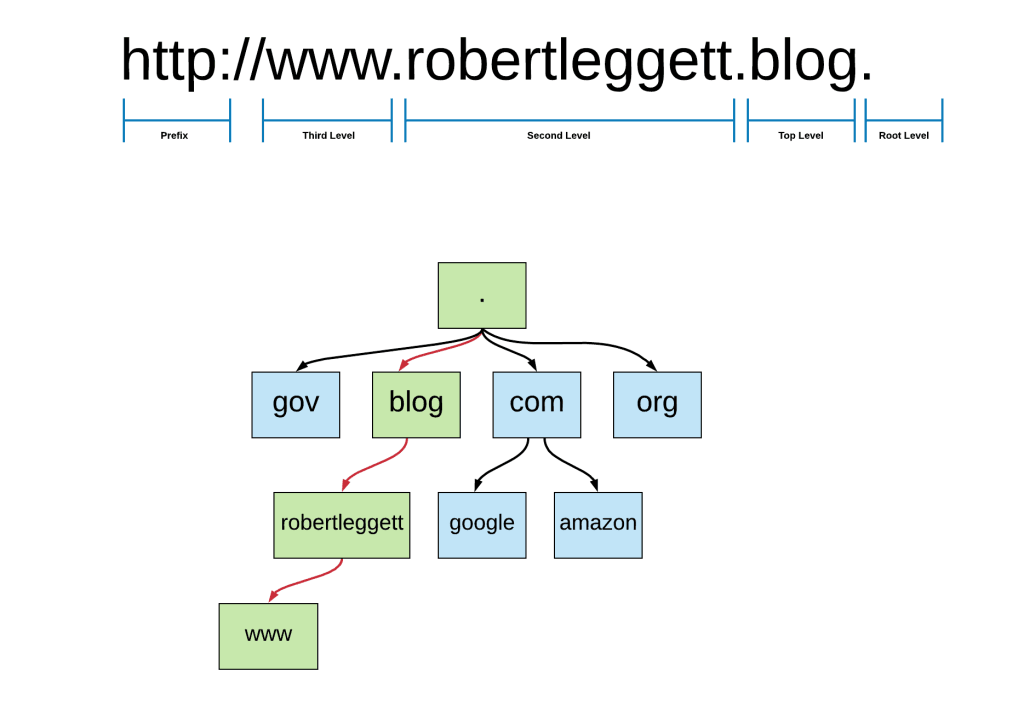 http://www.robertleggett.blog.
Prefix Third Level Second Level Top Level Root Level
.
gov blog com org
robertleggett google amazon
www